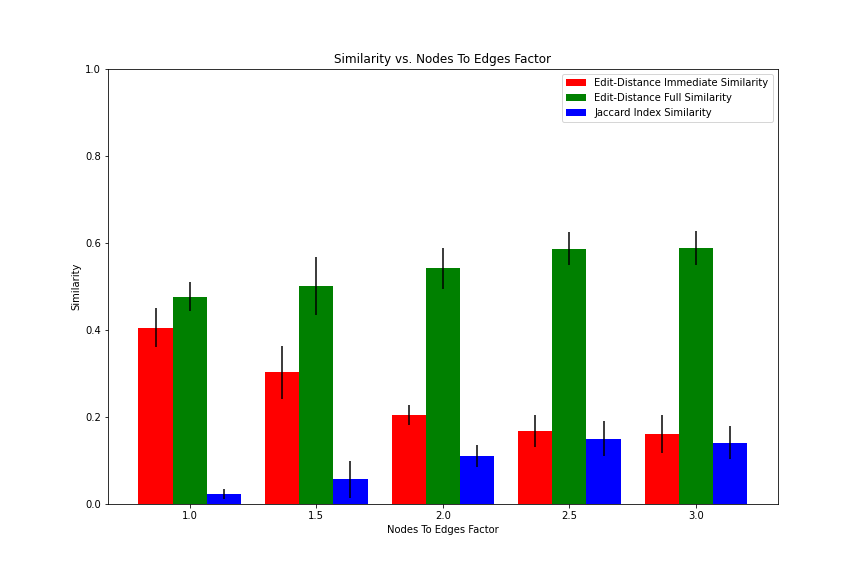 Similarity vs. Nodes To Edges Factor
1.0
Edit-Distance Immediate Similarity
Edit-Distance Full Similarity
Jaccard Index Similarity
0.8
0.6
Similarity
0.4
0.2
0.0
1.0 1.5 2.0 2.5 3.0
Nodes To Edges Factor